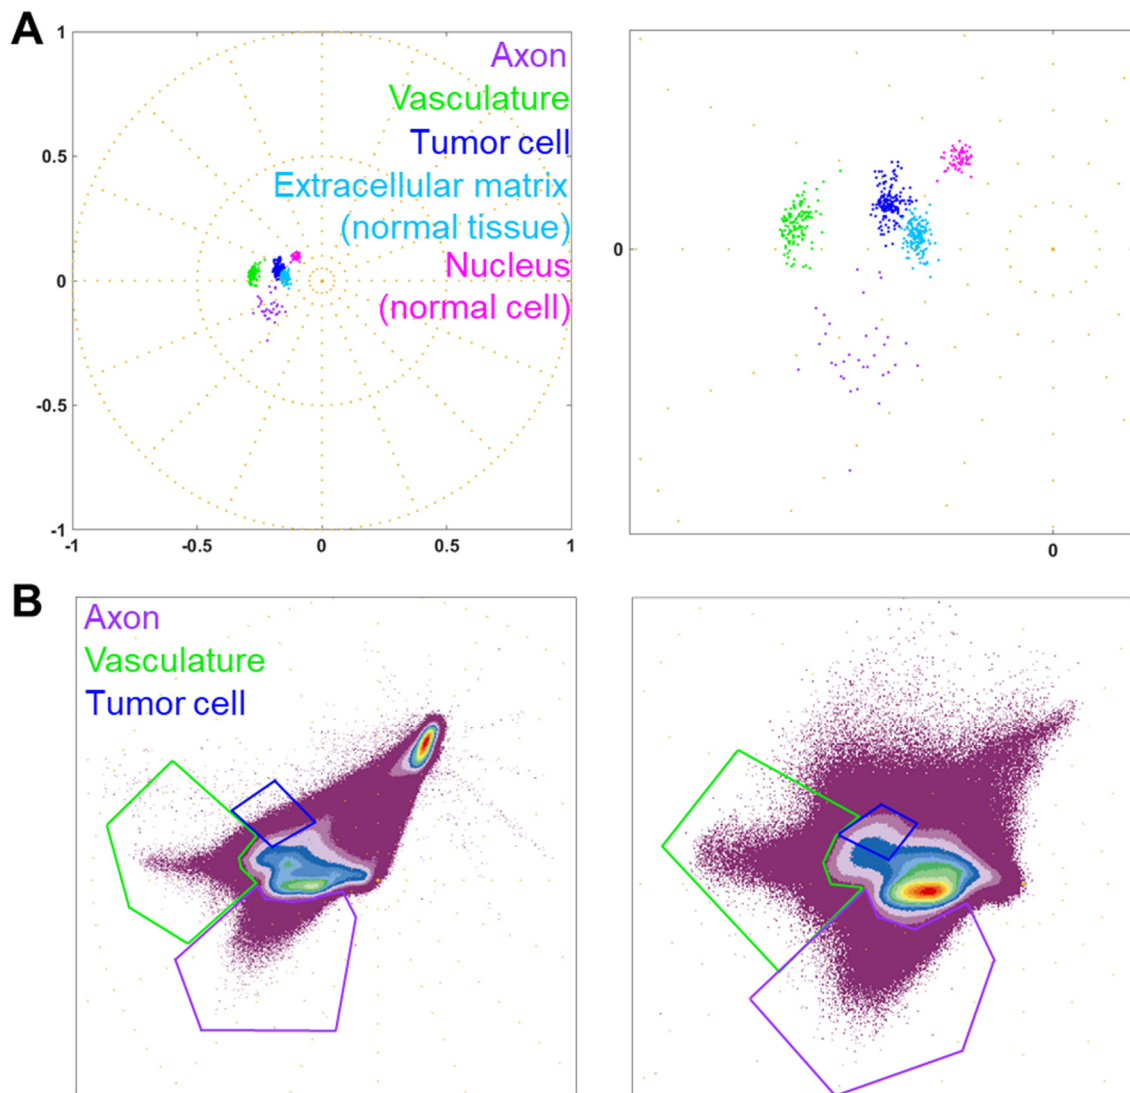 A
1
0.5
0
-0.5
-1
-1
-0.5
0
0.5
1
Axon
Vasculature
Tumor cell
Extracellular matrix
(normal tissue)
Nucleus
(normal cell)
0
0
B
Axon
Vasculature
Tumor cell